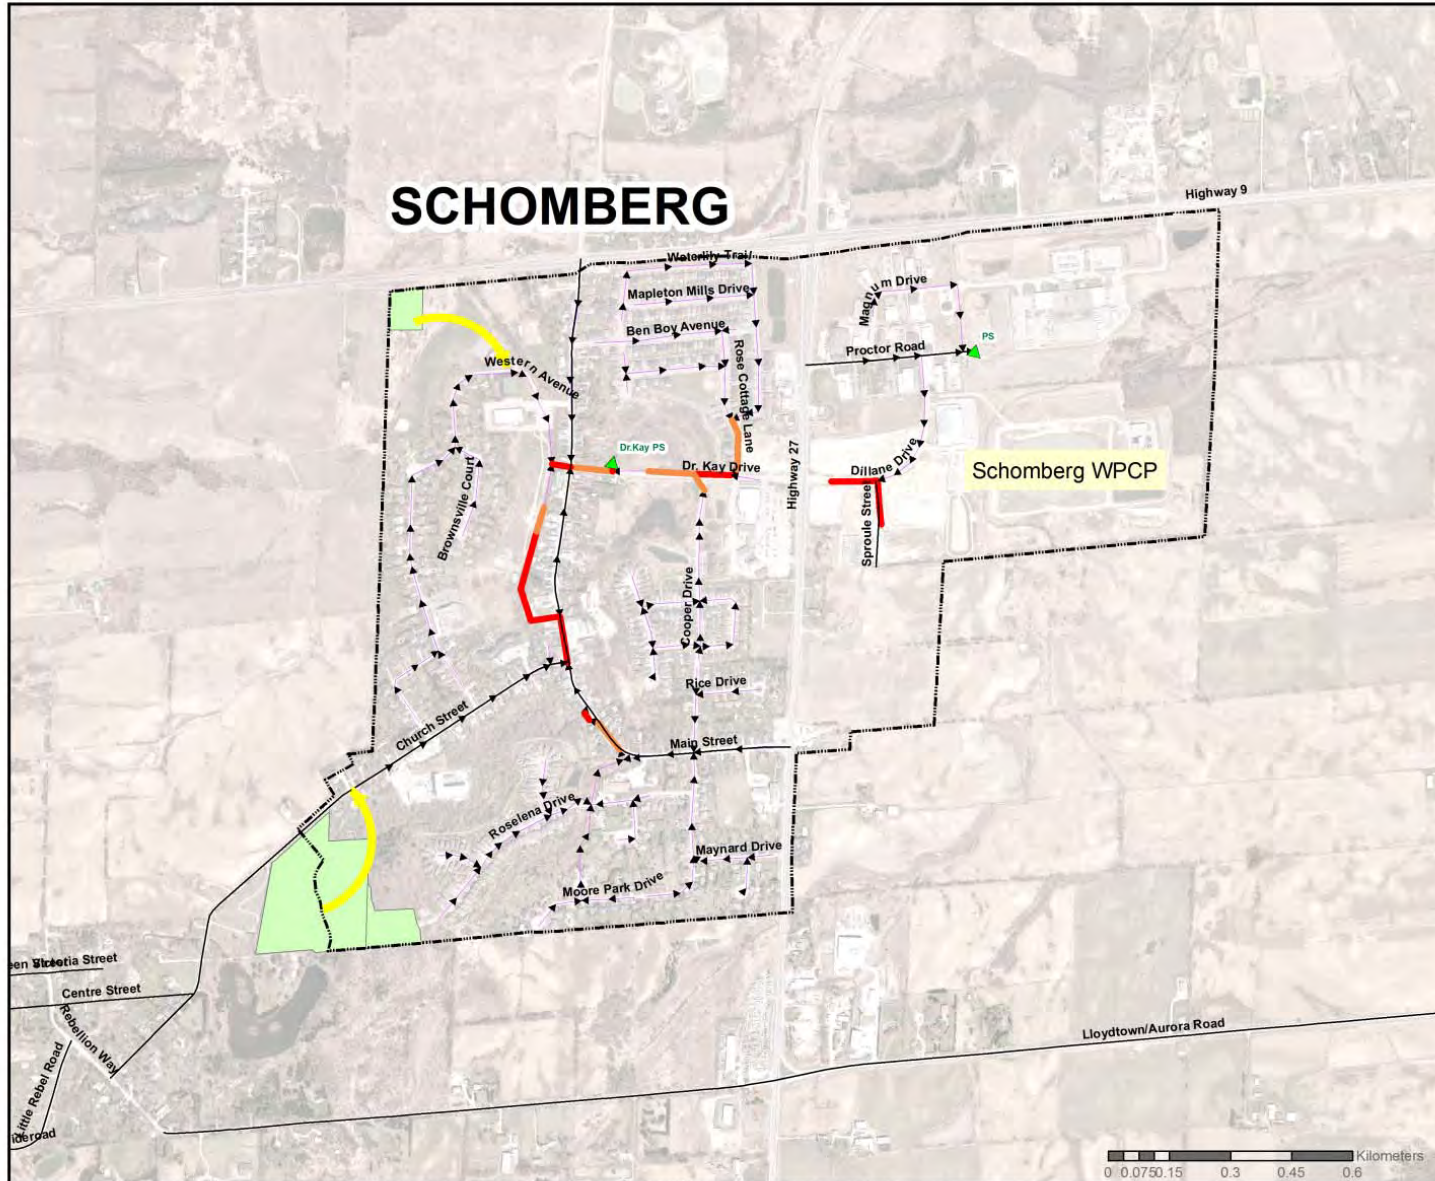 Highway 9
SCHOMBERG
Waterlily Trail
Mapleton Mills Drive
Magnum Drive
Ben Boy Avenue
PS
Proctor Road
Western Avenue
Rose Cottage Lane
Dr.Kay PS
Dr. Kay Drive
Highway 27
Dillane Drive
Schomberg WPCP
Brownsville Court
Sproule Street
Cooper Drive
Rice Drive
Church Street
Main Street
Roselena Drive
Maynard Drive
Moore Park Drive
een Street
Victoria Street
Centre Street
Rebellion Way
Lloydtown/Aurora Road
Little Rebel Road
ideroad
Kilometers
0 0.075 0.15 0.3 0.45 0.6